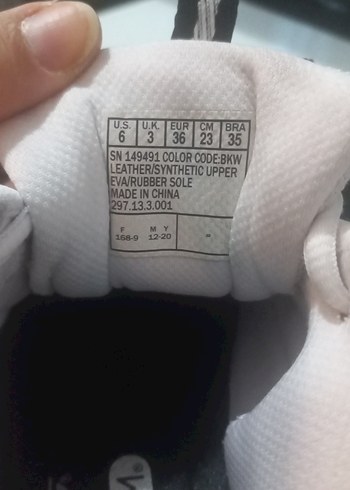 U.S. U.K. EUR CM BRA
6 3 36 23 35
SN 149491 COLOR CODE:BKW
LEATHER/SYNTHETIC UPPER
EVA/RUBBER SOLE
MADE IN CHINA
297.13.3.001
F M Y
168-9 12-20 -